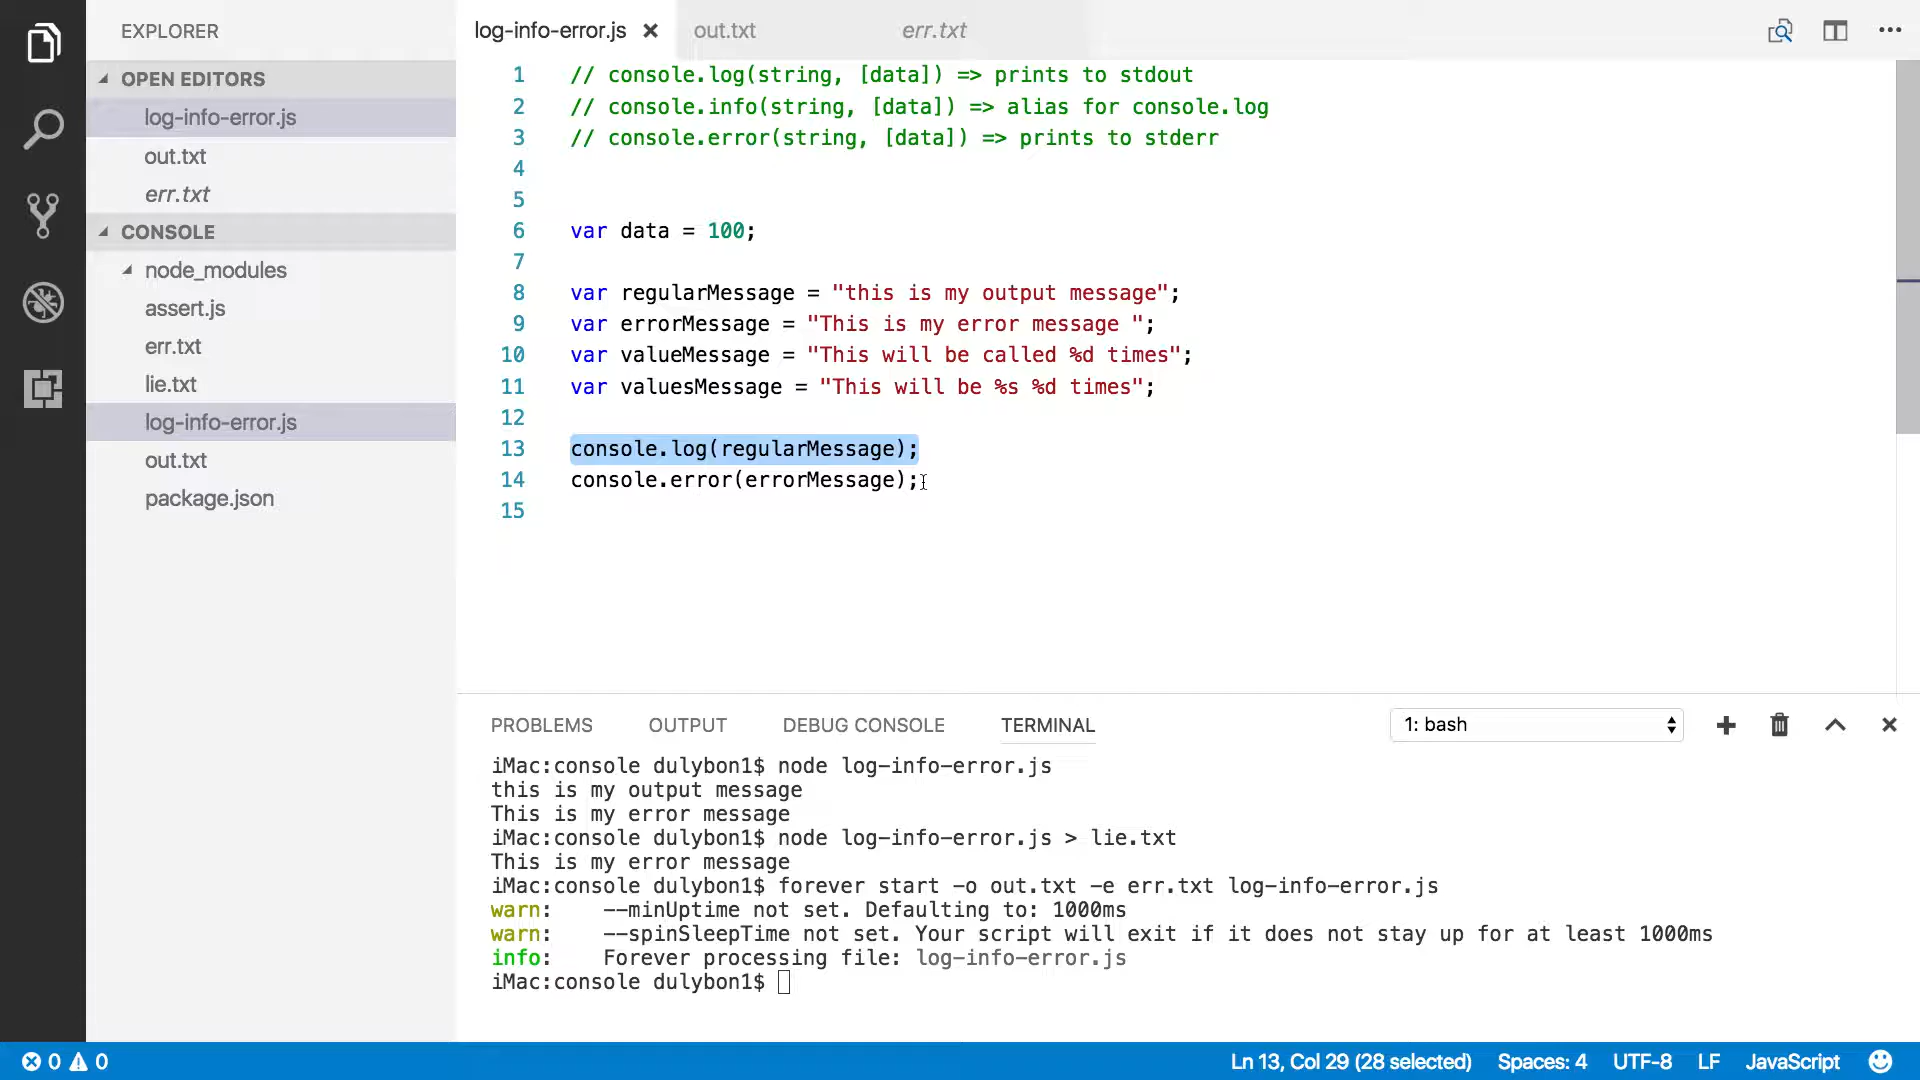 EXPLORER
OPEN EDITORS
log-info-error.js
out.txt
err.txt
CONSOLE
node_modules
assert.js
err.txt
lie.txt
log-info-error.js
out.txt
package.json
log-info-error.js
out.txt
err.txt
1 // console.log(string, [data]) => prints to stdout
2 // console.info(string, [data]) => alias for console.log
3 // console.error(string, [data]) => prints to stderr
4
5
6 var data = 100;
7
8 var regularMessage = "this is my output message";
9 var errorMessage = "This is my error message ";
10 var valueMessage = "This will be called %d times";
11 var valuesMessage = "This will be %s %d times";
12
13 console.log(regularMessage);
14 console.error(errorMessage);
15
PROBLEMS OUTPUT DEBUG CONSOLE TERMINAL 1: bash
iMac:console dulybon1$ node log-info-error.js
this is my output message
This is my error message
iMac:console dulybon1$ node log-info-error.js > lie.txt
This is my error message
iMac:console dulybon1$ forever start -o out.txt -e err.txt log-info-error.js
warn: --minUptime not set. Defaulting to: 1000ms
warn: --spinSleepTime not set. Your script will exit if it does not stay up for at least 1000ms
info: Forever processing file: log-info-error.js
iMac:console dulybon1$
0 0 Ln 13, Col 29 (28 selected) Spaces: 4 UTF-8 LF JavaScript